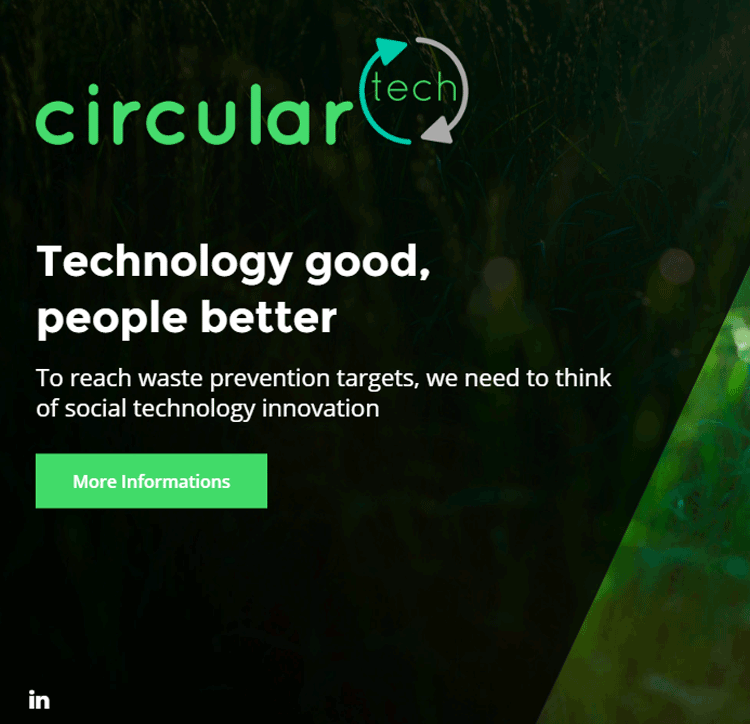 circular tech
Technology good,
people better
To reach waste prevention targets, we need to think
of social technology innovation
More Informations
in